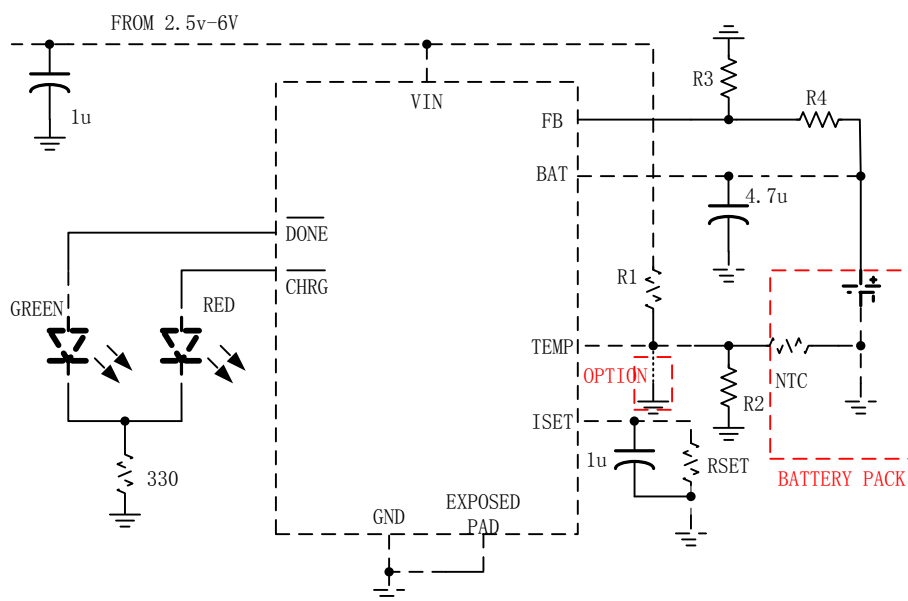 FROM 2.5v-6V
1u
VIN
R3
R4
FB
BAT
4.7u
DONE
CHRG
R1
GREEN
RED
+
TEMP
OPTION
NTC
R2
ISET
1u
RSET
330
BATTERY PACK
GND
EXPOSED
PAD